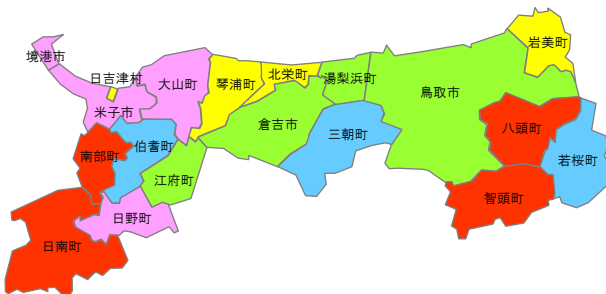 岩美町
境港市
日吉津村
大山町
琴浦町
北栄町
湯梨浜町
鳥取市
米子市
倉吉市
三朝町
八頭町
伯耆町
南部町
若桜町
江府町
智頭町
日野町
日南町